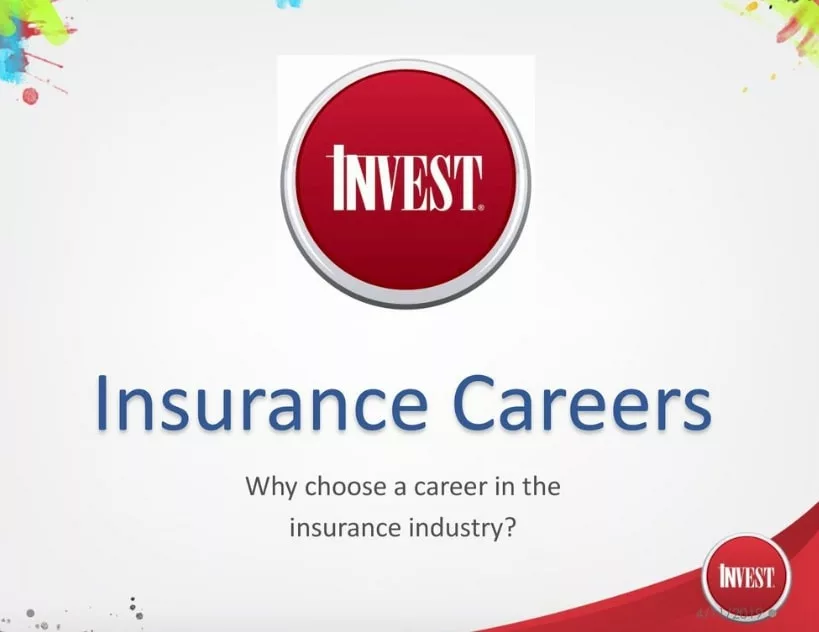 INVEST®
Insurance Careers
Why choose a career in the
insurance industry?
INVEST